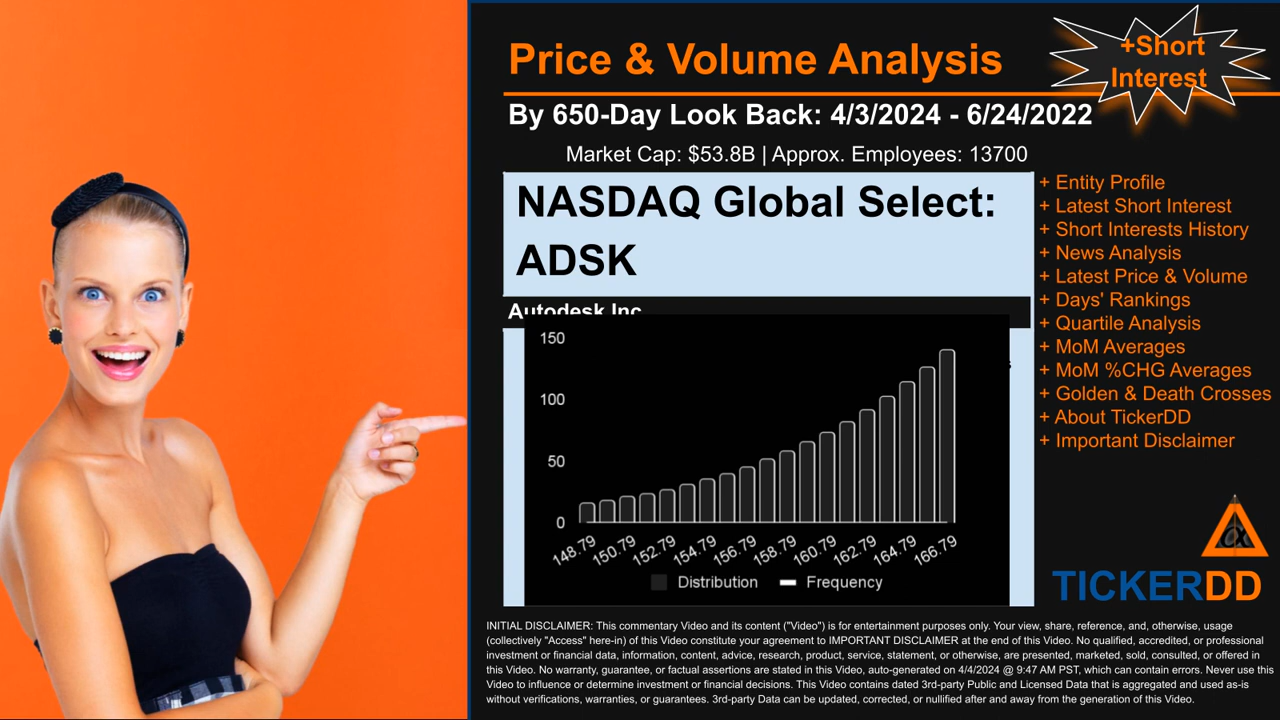 Price & Volume Analysis
+Short
Interest
By 650-Day Look Back: 4/3/2024 - 6/24/2022
Market Cap: $53.8B | Approx. Employees: 13700
NASDAQ Global Select:
ADSK
Autodesk Inc
150
100
50
0
148.79
150.79
152.79
154.79
156.79
158.79
160.79
162.79
164.79
166.79
Distribution
Frequency
+ Entity Profile
+ Latest Short Interest
+ Short Interests History
+ News Analysis
+ Latest Price & Volume
+ Days' Rankings
+ Quartile Analysis
+ MoM Averages
+ MoM %CHG Averages
+ Golden & Death Crosses
+ About TickerDD
+ Important Disclaimer
TICKERDD
INITIAL DISCLAIMER: This commentary Video and its content ("Video") is for entertainment purposes only. Your view, share, reference, and, otherwise, usage
(collectively "Access" here-in) of this Video constitute your agreement to IMPORTANT DISCLAIMER at the end of this Video. No qualified, accredited, or professional
investment or financial data, information, content, advice, research, product, service, statement, or otherwise, are presented, marketed, sold, consulted, or offered in
this Video. No warranty, guarantee, or factual assertions are stated in this Video, auto-generated on 4/4/2024 @ 9:47 AM PST, which can contain errors. Never use this
Video to influence or determine investment or financial decisions. This Video contains dated 3rd-party Public and Licensed Data that is aggregated and used as-is
without verifications, warranties, or guarantees. 3rd-party Data can be updated, corrected, or nullified after and away from the generation of this Video.